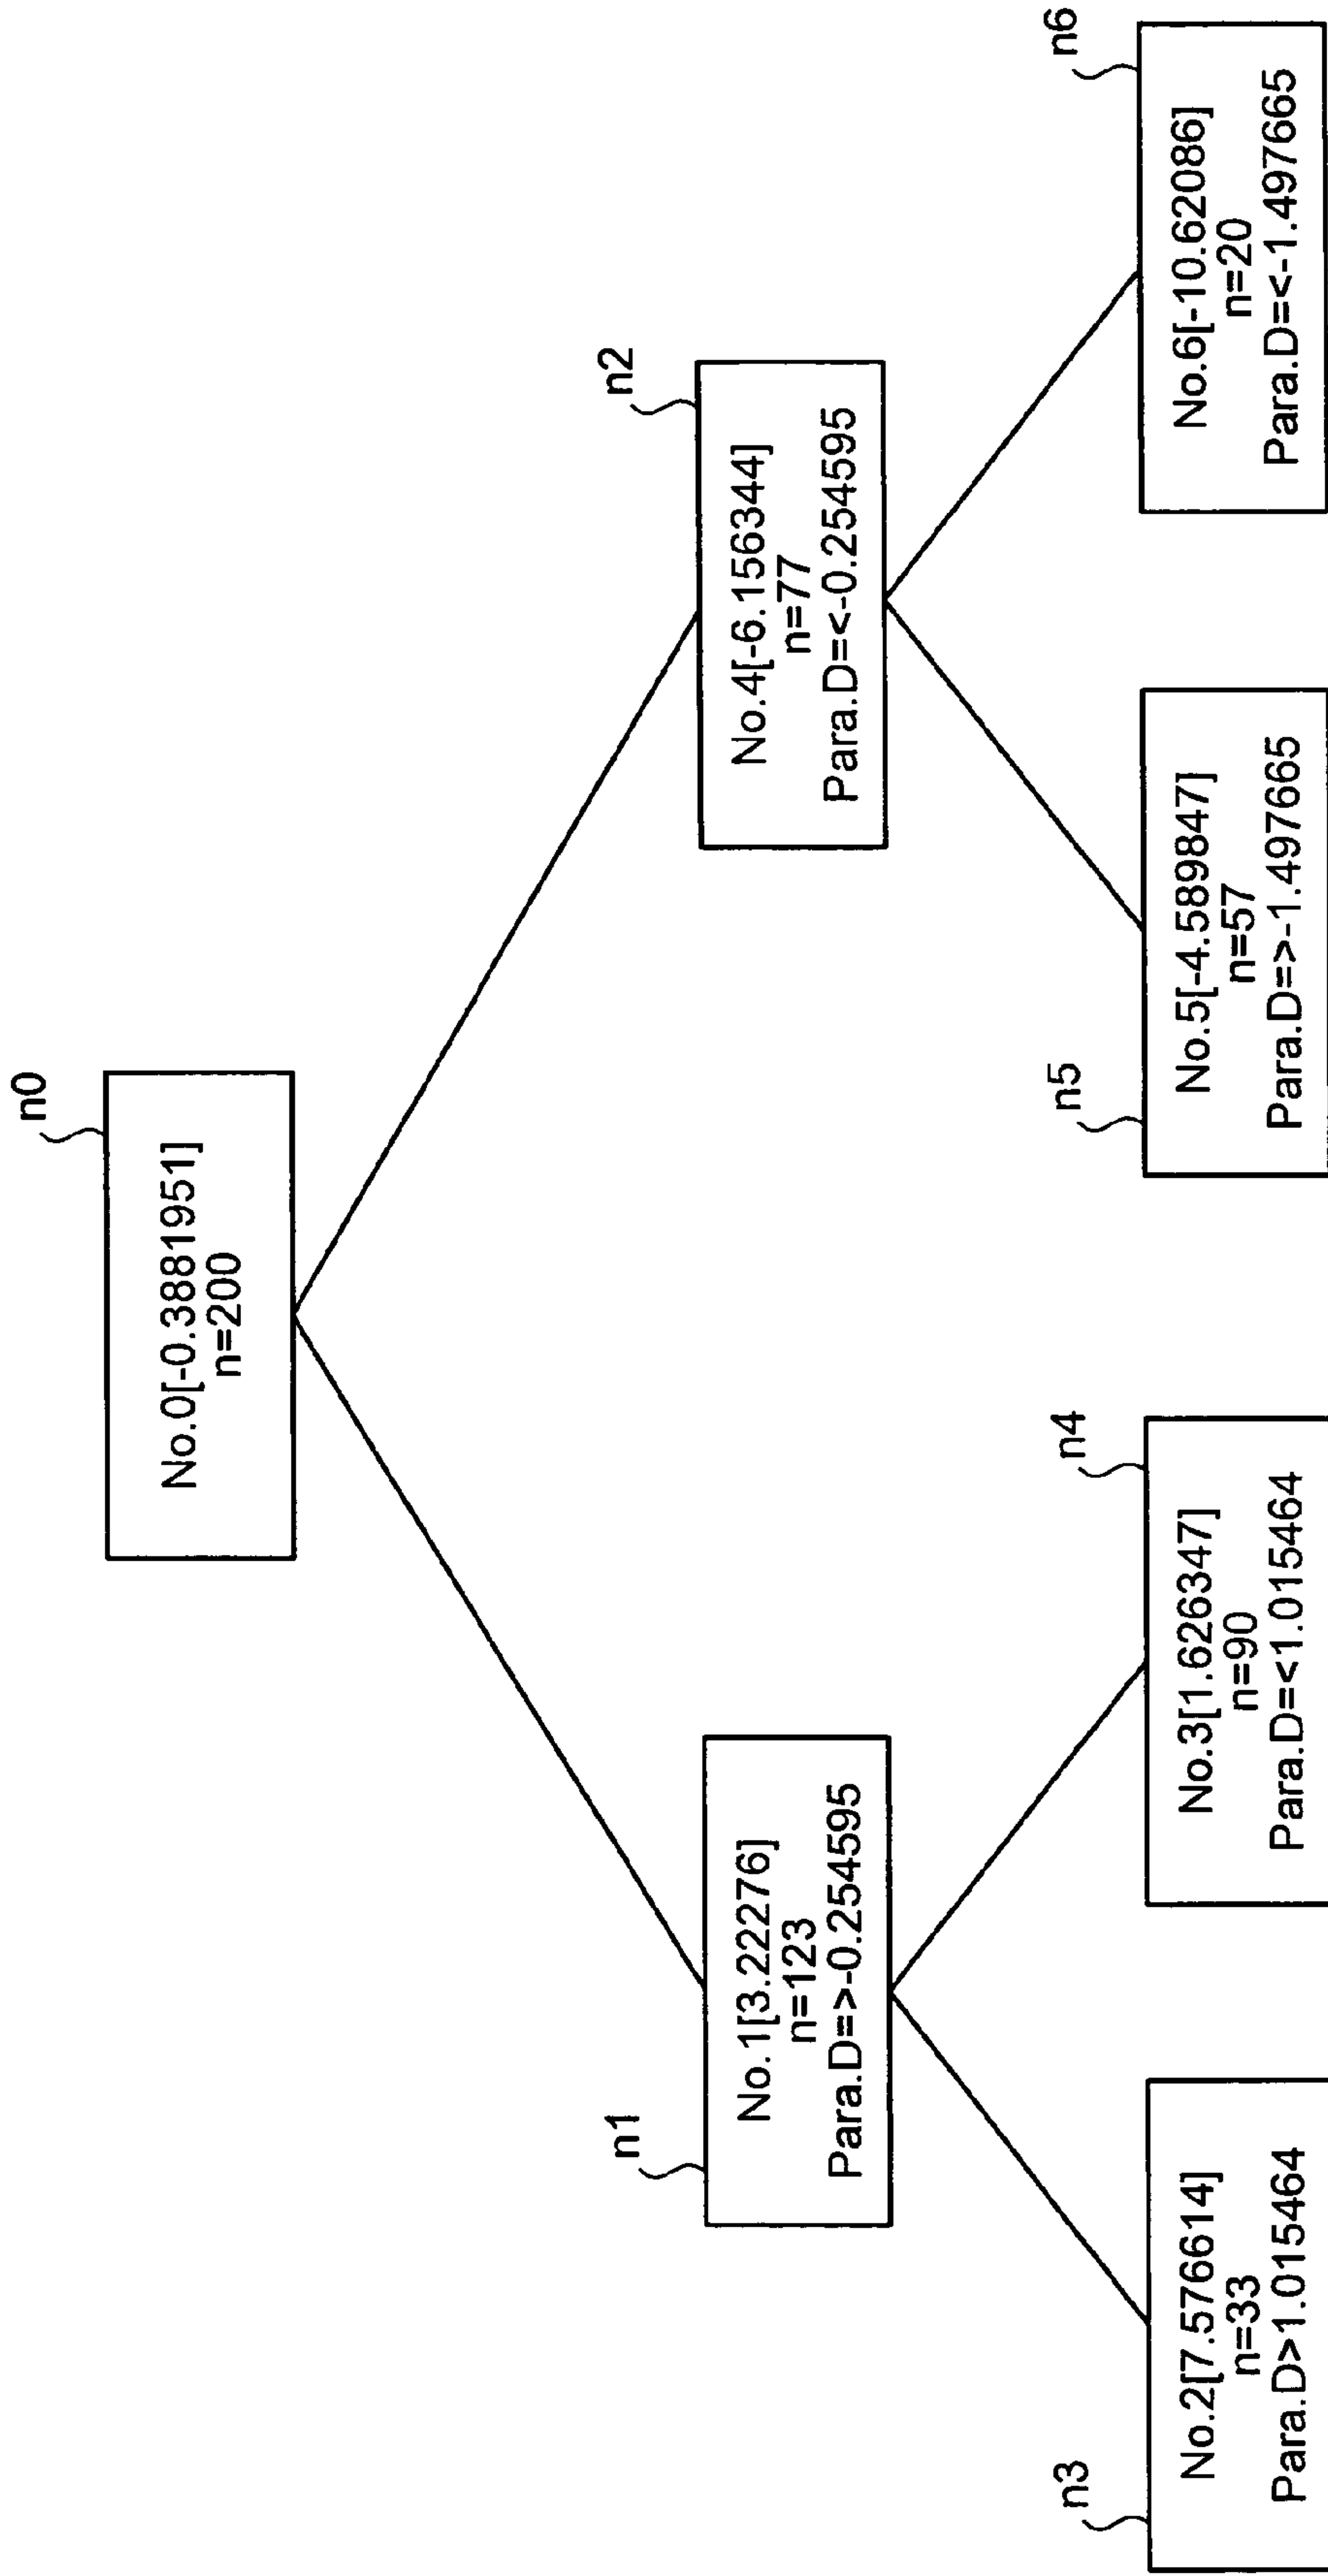 n0
No.0[-0.3881951]
n=200
n1
No.1[3.22276]
n=123
Para.D=>-0.254595
n2
No.4[-6.156344]
n=77
Para.D=<-0.254595
n3
No.2[7.576614]
n=33
Para.D>1.015464
n4
No.3[1.626347]
n=90
Para.D=<1.015464
n5
No.5[-4.589847]
n=57
Para.D=>-1.497665
n6
No.6[-10.62086]
n=20
Para.D=<-1.497665